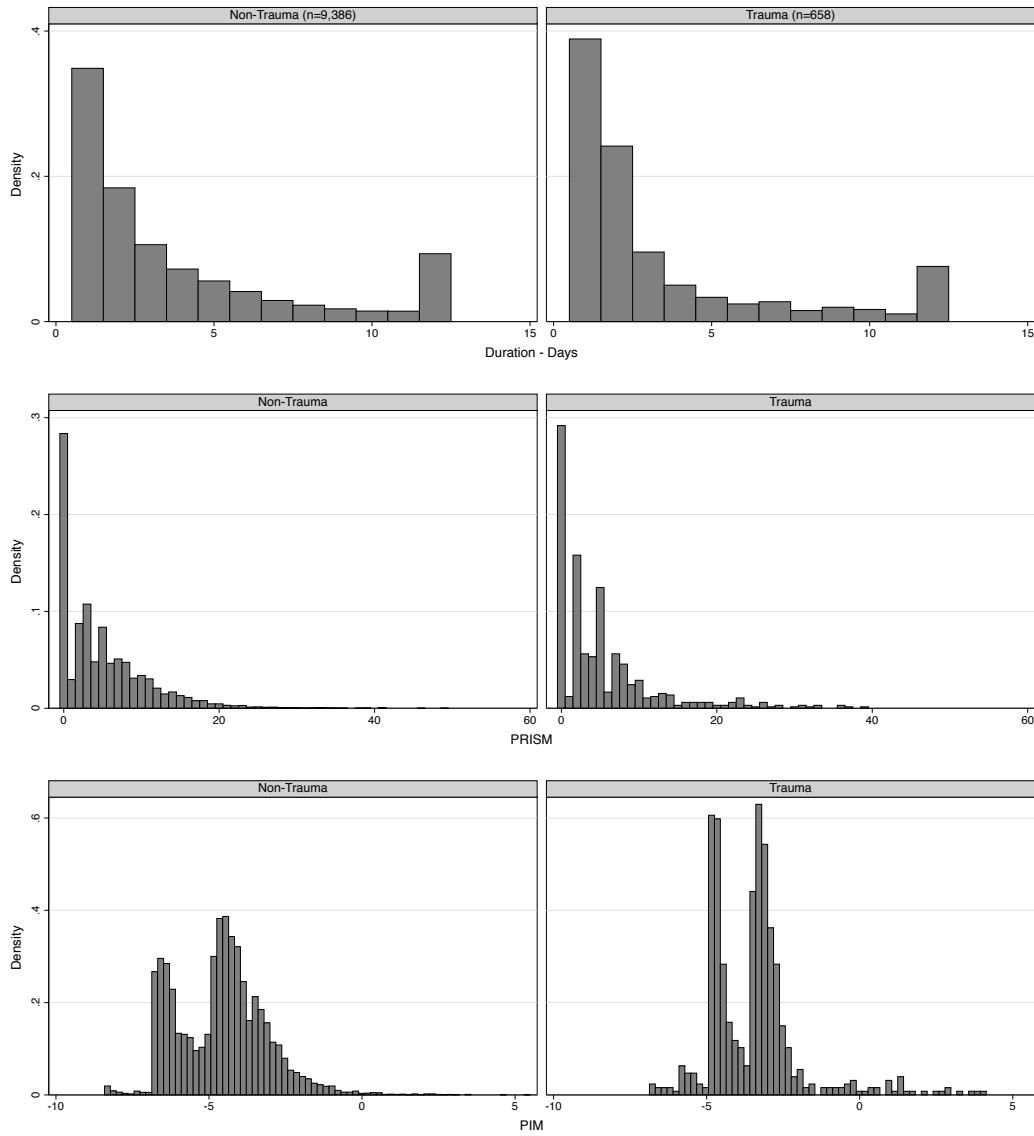 Non-Trauma (n=9,386) Trauma (n=658)
.4
.2
0
Density
0 5 10 15 0 5 10 15
Duration - Days
Non-Trauma Trauma
.3
.2
.1
0
Density
0 20 40 60 0 20 40 60
PRISM
Non-Trauma Trauma
.6
.4
.2
0
Density
-10 -5 0 5 -10 -5 0 5
PIM